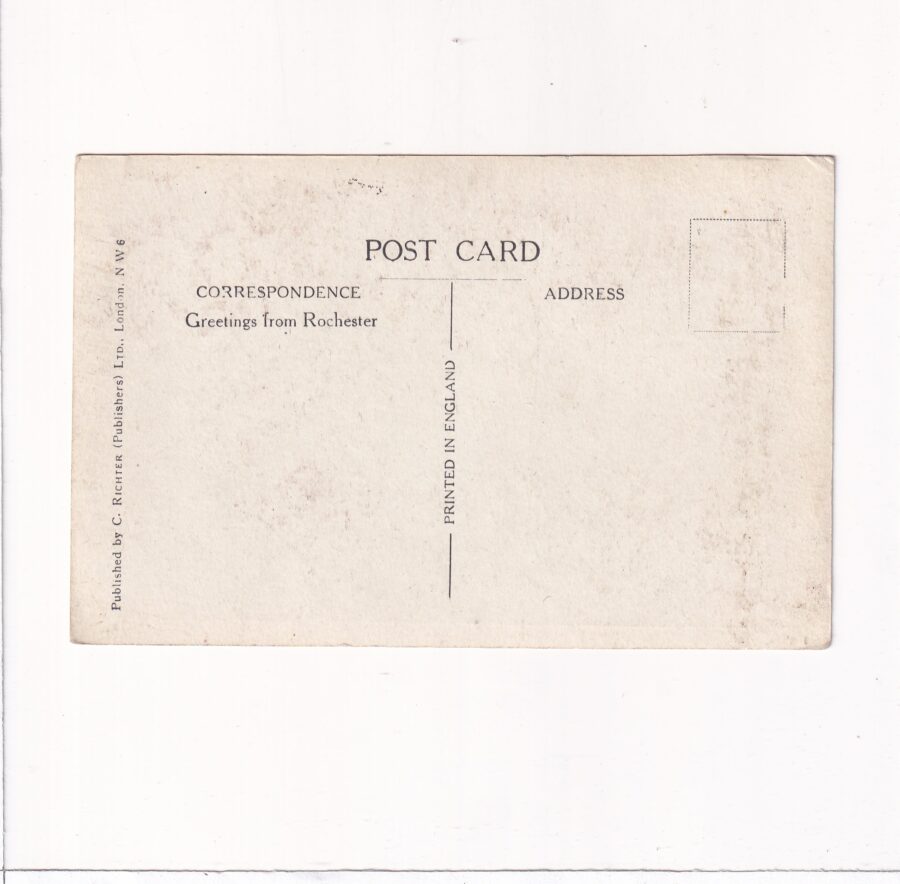 POST CARD
CORRESPONDENCE
ADDRESS
Greetings from Rochester
PRINTED IN ENGLAND
Published by C. RICHTER (Publishers) LTD., London. N W 6